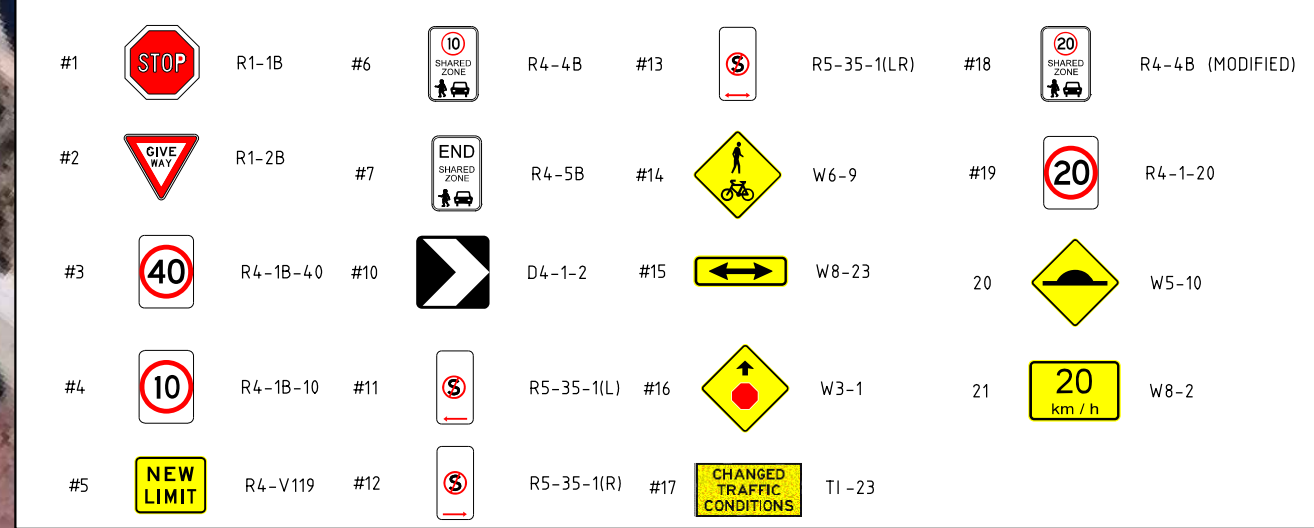 #1
STOP
R1-1B
#2
GIVE
WAY
R1-2B
#3
40
R4-1B-40
#4
10
R4-1B-10
#5
NEW
LIMIT
R4-V119
#6
10
SHARED
ZONE
R4-4B
#7
END
SHARED
ZONE
R4-5B
#10
D4-1-2
#11
S
R5-35-1(L)
#12
S
R5-35-1(R)
#13
S
R5-35-1(LR)
#14
W6-9
#15
W8-23
#16
W3-1
#17
CHANGED
TRAFFIC
CONDITIONS
T1-23
#18
20
SHARED
ZONE
R4-4B (MODIFIED)
#19
20
R4-1-20
20
W5-10
21
20
km / h
W8-2